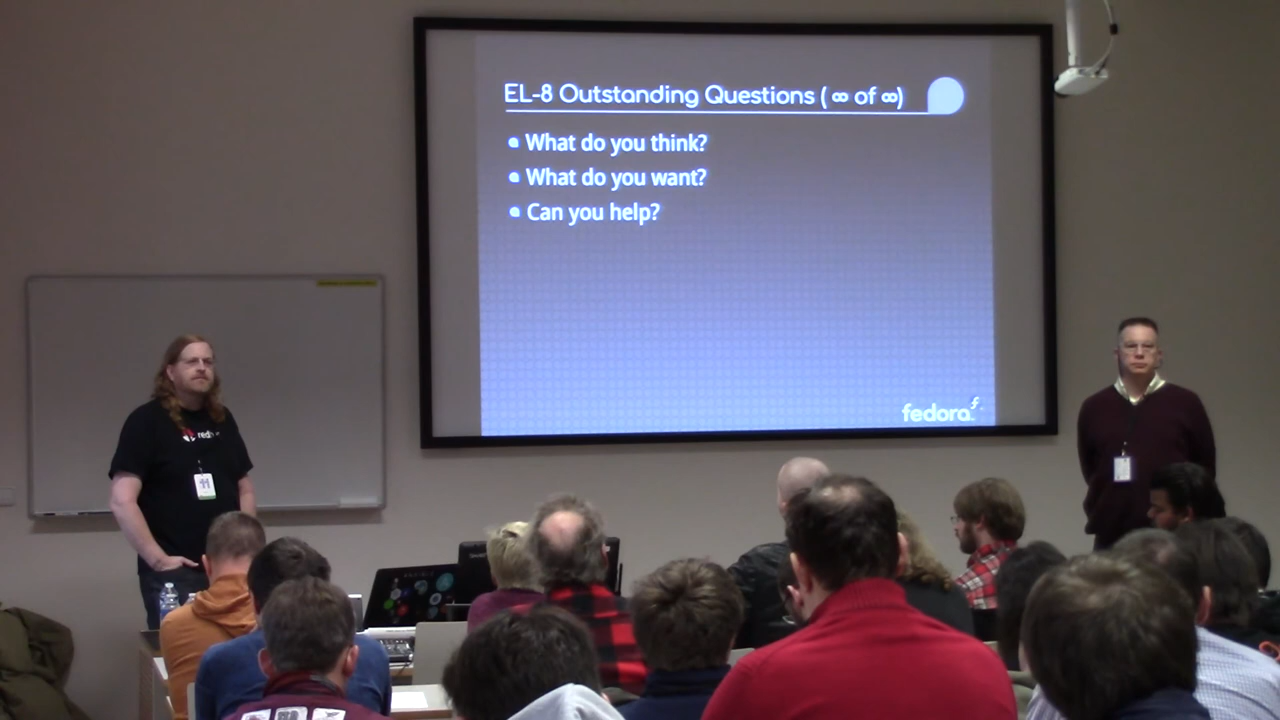 EL-8 Outstanding Questions ( ∞ of ∞)
What do you think?
What do you want?
Can you help?
fedora